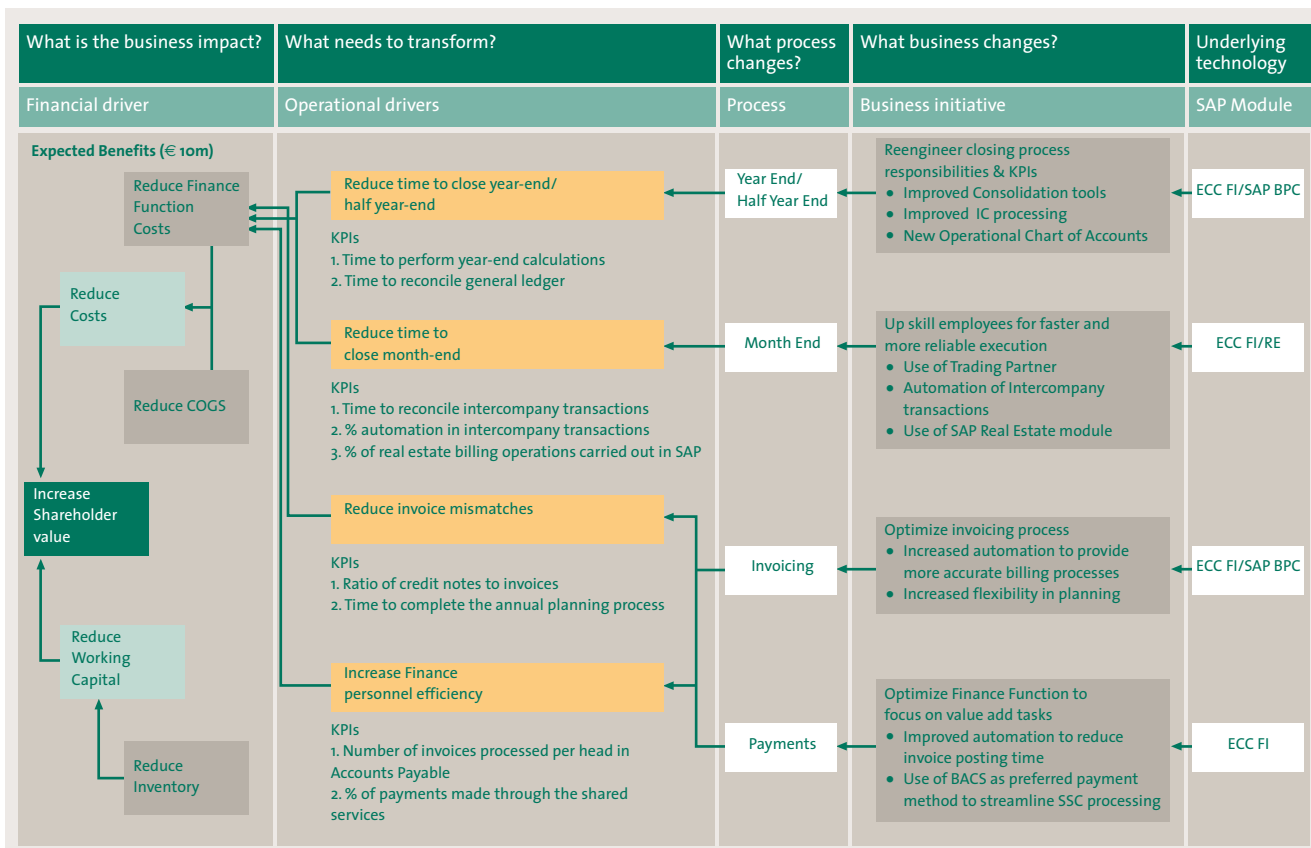 What is the business impact?
What needs to transform?
What process
changes?
What business changes?
Underlying
technology
Financial driver
Operational drivers
Process
Business initiative
SAP Module
Expected Benefits (€ 10m)
Reduce Finance
Function
Costs
Reduce
Costs
Reduce COGS
Increase
Shareholder
value
Reduce
Working
Capital
Reduce
Inventory
Reduce time to close year-end/
half year-end
KPIs
1. Time to perform year-end calculations
2. Time to reconcile general ledger
Reduce time to
close month-end
KPIs
1. Time to reconcile intercompany transactions
2. % automation in intercompany transactions
3. % of real estate billing operations carried out in SAP
Reduce invoice mismatches
KPIs
1. Ratio of credit notes to invoices
2. Time to complete the annual planning process
Increase Finance
personnel efficiency
KPIs
1. Number of invoices processed per head in
Accounts Payable
2. % of payments made through the shared
services
Year End/
Half Year End
Month End
Invoicing
Payments
Reengineer closing process
responsibilities & KPIs
• Improved Consolidation tools
• Improved IC processing
• New Operational Chart of Accounts
Up skill employees for faster and
more reliable execution
• Use of Trading Partner
• Automation of Intercompany
transactions
• Use of SAP Real Estate module
Optimize invoicing process
• Increased automation to provide
more accurate billing processes
• Increased flexibility in planning
Optimize Finance Function to
focus on value add tasks
• Improved automation to reduce
invoice posting time
• Use of BACS as preferred payment
method to streamline SSC processing
ECC FI/SAP BPC
ECC FI/RE
ECC FI/SAP BPC
ECC FI